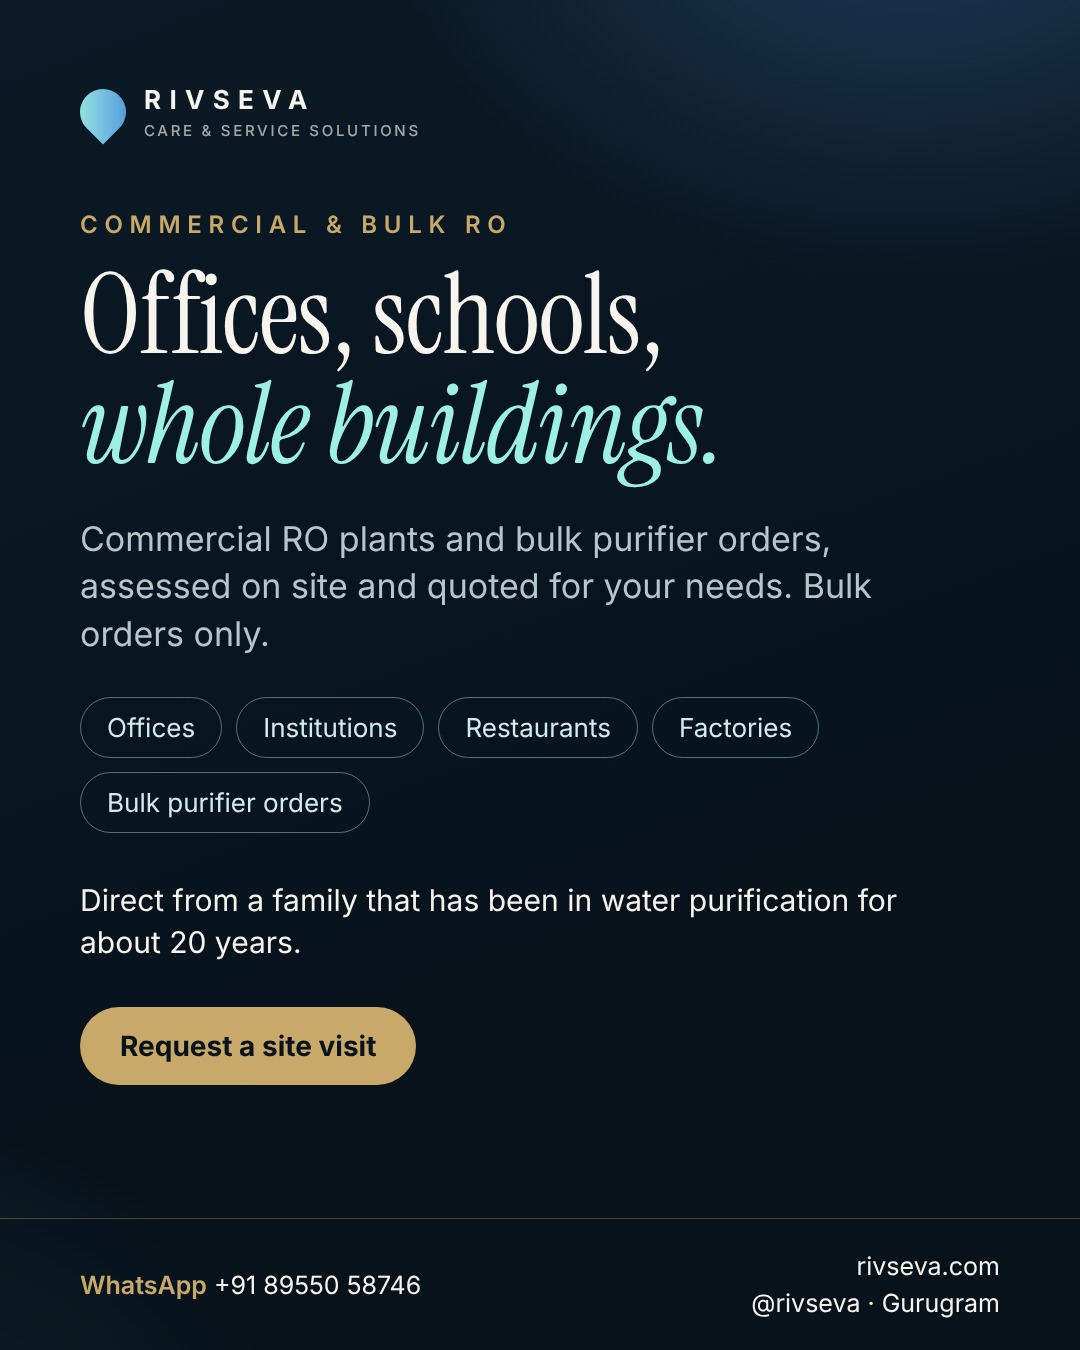 RIVSEVA
CARE & SERVICE SOLUTIONS
COMMERCIAL & BULK RO
Offices, schools,
whole buildings.
Commercial RO plants and bulk purifier orders,
assessed on site and quoted for your needs. Bulk
orders only.
Offices Institutions Restaurants Factories
Bulk purifier orders
Direct from a family that has been in water purification for
about 20 years.
Request a site visit
WhatsApp +91 89550 58746
rivseva.com
@rivseva · Gurugram